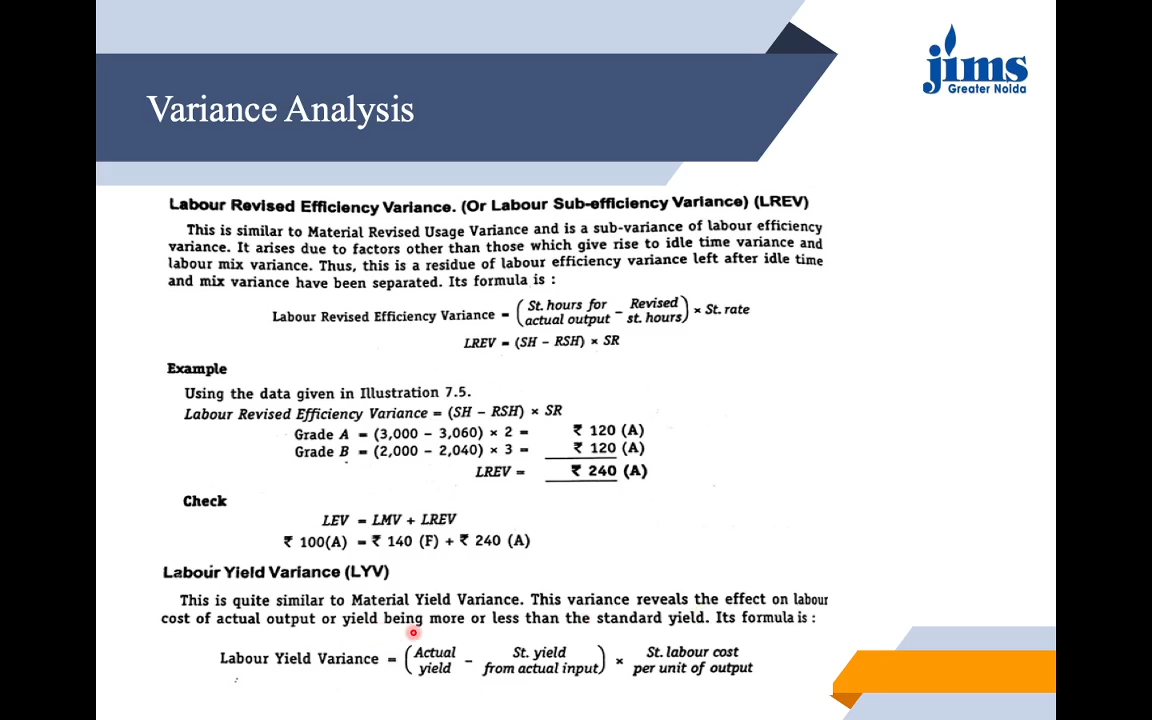 jims
Greater Noida
Variance Analysis
Labour Revised Efficiency Variance. (Or Labour Sub-efficiency Variance) (LREV)
This is similar to Material Revised Usage Variance and is a sub-variance of labour efficiency
variance. It arises due to factors other than those which give rise to idle time variance and
labour mix variance. Thus, this is a residue of labour efficiency variance left after idle time
and mix variance have been separated. Its formula is :
Labour Revised Efficiency Variance = (St. hours for actual output − Revised st. hours) × St. rate
LREV = (SH − RSH) × SR
Example
Using the data given in Illustration 7.5.
Labour Revised Efficiency Variance = (SH − RSH) × SR
Grade A = (3,000 − 3,060) × 2 = ₹ 120 (A)
Grade B = (2,000 − 2,040) × 3 = ₹ 120 (A)
LREV = ₹ 240 (A)
Check
LEV = LMV + LREV
₹ 100(A) = ₹ 140 (F) + ₹ 240 (A)
Labour Yield Variance (LYV)
This is quite similar to Material Yield Variance. This variance reveals the effect on labour
cost of actual output or yield being more or less than the standard yield. Its formula is :
Labour Yield Variance = (Actual yield − St. yield from actual input) × St. labour cost per unit of output